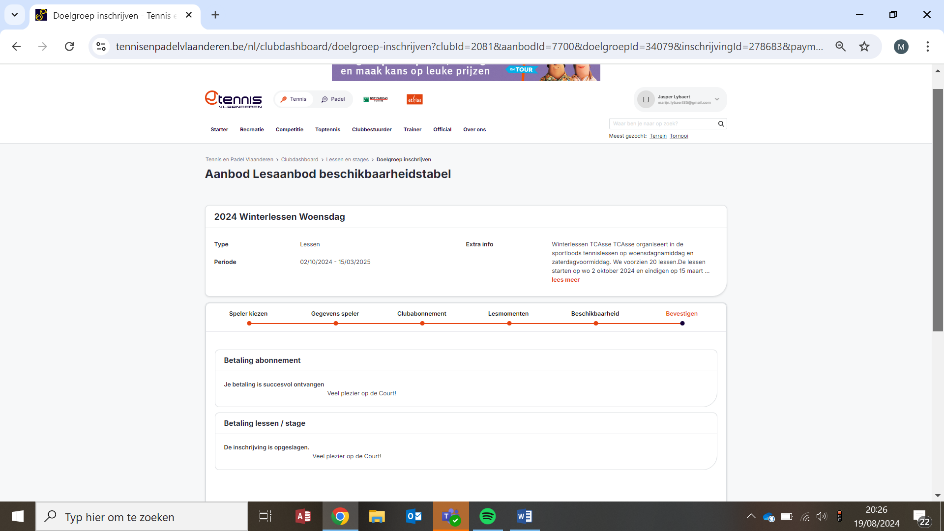 Doelgroep inschrijven - Tennis e
tennisenpadelvlaanderen.be/nl/clubdashboard/doelgroep-inschrijven?clubId=2081&aanbodId=7700&doelgroepId=34079&inschrijvingId=278683&paym...
M
en maak kans op leuke prijzen
TOUR
tennis
VLAANDEREN
Tennis
Padel
Jasper Lykaert
Starter
Recreatie
Competitie
Toptennis
Clubbestuurder
Trainer
Official
Over ons
Waar ben je naar op zoek?
Meest gezocht: Terrein Tornooi
Tennis en Padel Vlaanderen > Clubdashboard > Lessen en stages > Doelgroep inschrijven
Aanbod Lesaanbod beschikbaarheidstabel
2024 Winterlessen Woensdag
Type
Lessen
Periode
02/10/2024 - 15/03/2025
Extra info
Winterlessen TCAsse TCAsse organiseert in de
sportloods tennislessen op woensdagnamiddag en
zaterdagvoormiddag. We voorzien 20 lessen.De lessen
starten op wo 2 oktober 2024 en eindigen op 15 maart ...
lees meer
Speler kiezen
Gegevens speler
Clubabonnement
Lesmomenten
Beschikbaarheid
Bevestigen
Betaling abonnement
Je betaling is succesvol ontvangen
Veel plezier op de Court!
Betaling lessen / stage
De inschrijving is opgeslagen.
Veel plezier op de Court!
Typ hier om te zoeken
20:26
19/08/2024
22